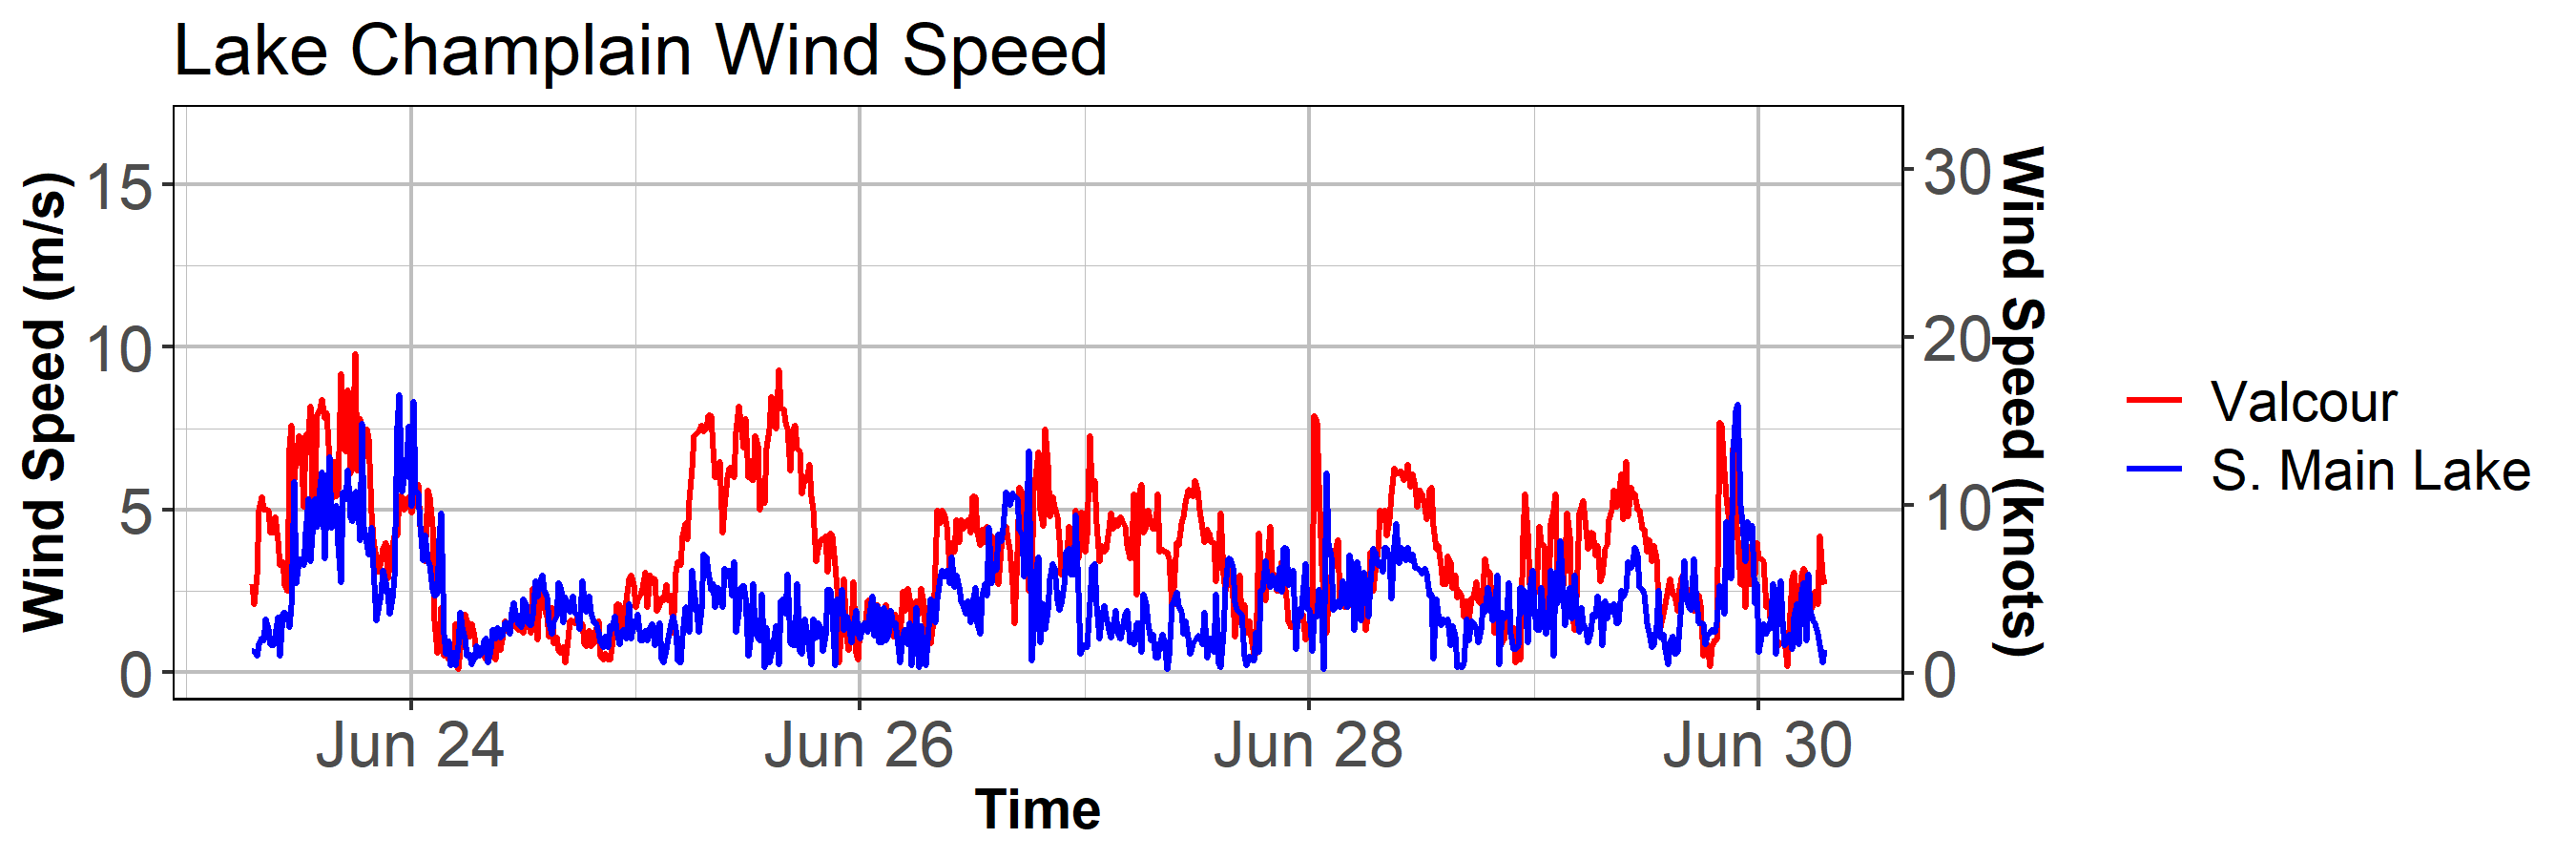 Lake Champlain Wind Speed
Wind Speed (m/s)
15
10
5
0
30
20
10
0
Wind Speed (knots)
Jun 24
Jun 26
Jun 28
Jun 30
Time
Valcour
S. Main Lake